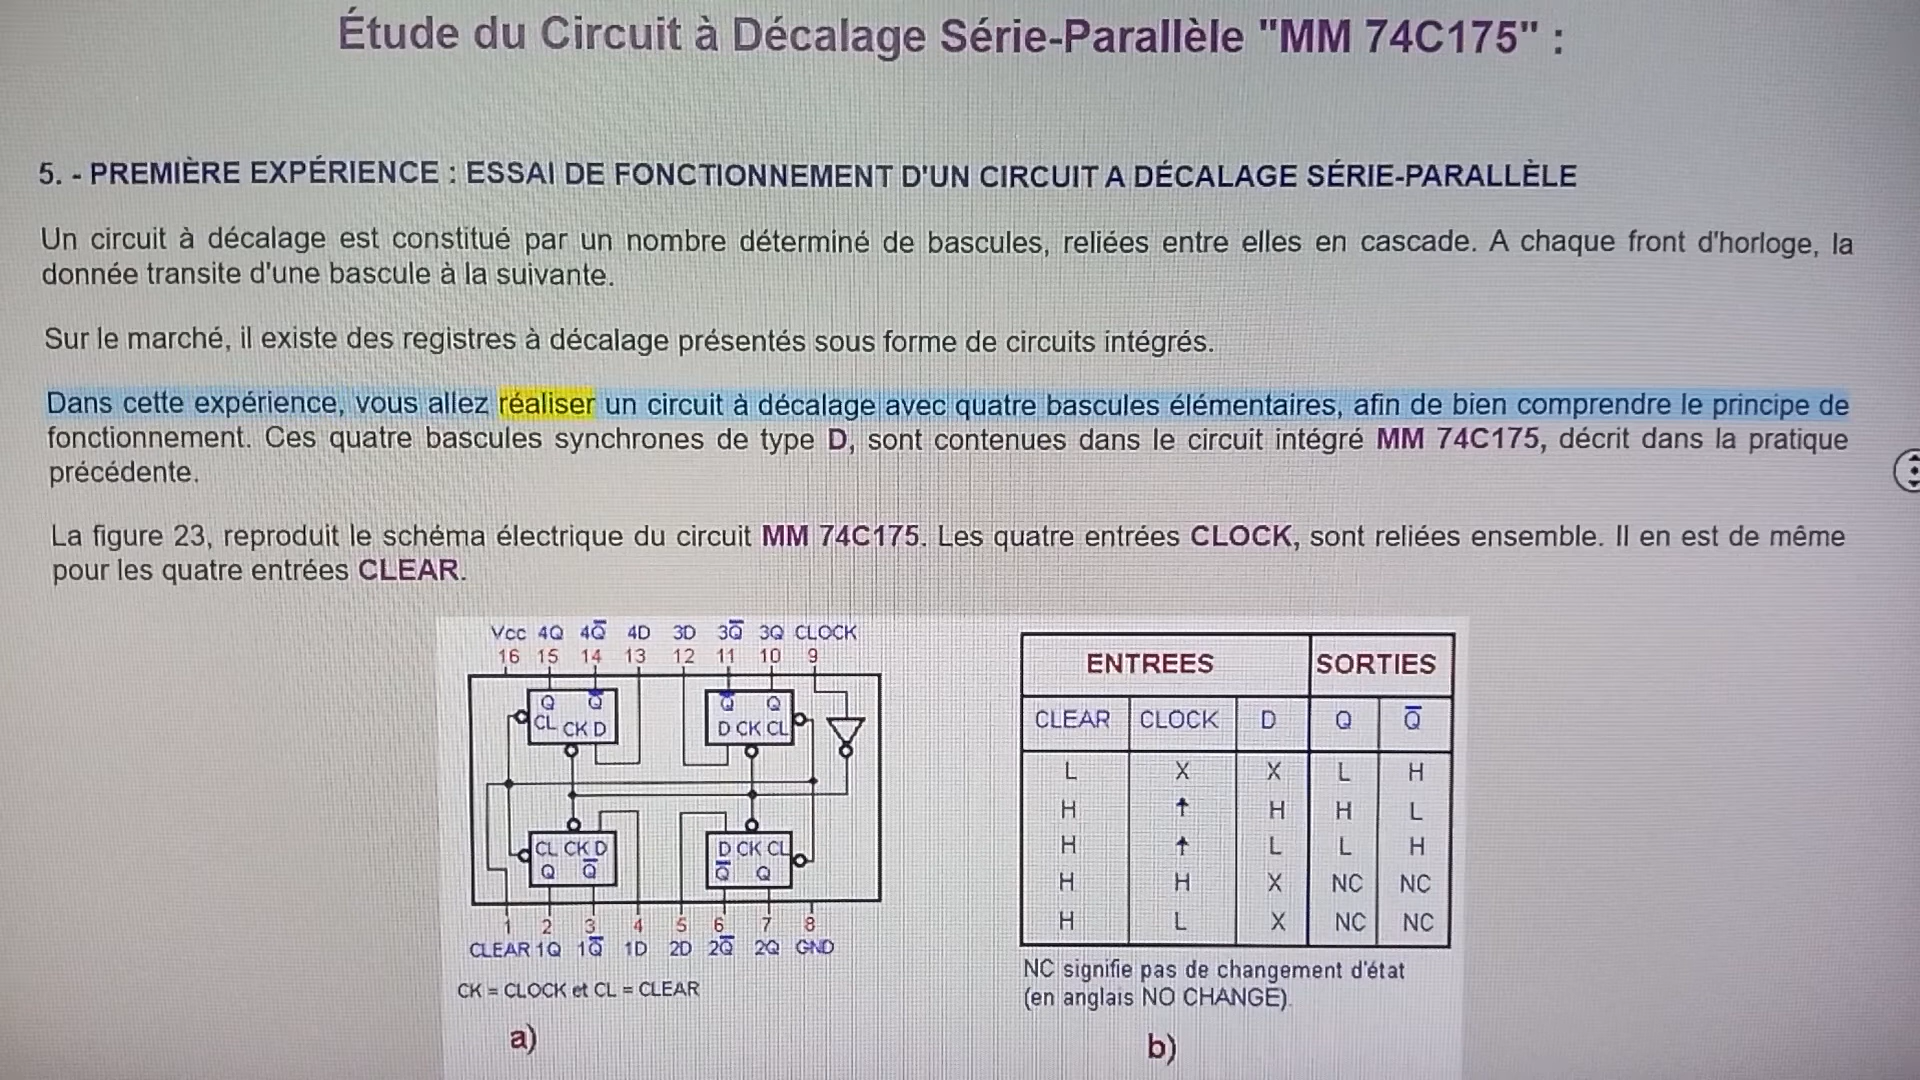 Étude du Circuit à Décalage Série-Parallèle "MM 74C175" :
5. - PREMIÈRE EXPÉRIENCE : ESSAI DE FONCTIONNEMENT D'UN CIRCUIT A DÉCALAGE SÉRIE-PARALLÈLE
Un circuit à décalage est constitué par un nombre déterminé de bascules, reliées entre elles en cascade. A chaque front d'horloge, la
donnée transite d'une bascule à la suivante.
Sur le marché, il existe des registres à décalage présentés sous forme de circuits intégrés.
Dans cette expérience, vous allez réaliser un circuit à décalage avec quatre bascules élémentaires, afin de bien comprendre le principe de
fonctionnement. Ces quatre bascules synchrones de type D, sont contenues dans le circuit intégré MM 74C175, décrit dans la pratique
précédente.
La figure 23, reproduit le schéma électrique du circuit MM 74C175. Les quatre entrées CLOCK, sont reliées ensemble. Il en est de même
pour les quatre entrées CLEAR.
Vcc 4Q 4Q̅ 4D 3D 3Q̅ 3Q CLOCK
16 15 14 13 12 11 10 9
Q Q̅ Q̅ Q
CL CK D D CK CL
CL CK D D CK CL
Q Q̅ Q̅ Q
1 2 3 4 5 6 7 8
CLEAR 1Q 1Q̅ 1D 2D 2Q̅ 2Q GND
CK = CLOCK et CL = CLEAR
a)
ENTREES SORTIES
CLEAR CLOCK D Q Q̅
L X X L H
H ↑ H H L
H ↑ L L H
H H X NC NC
H L X NC NC
NC signifie pas de changement d'état
(en anglais NO CHANGE).
b)